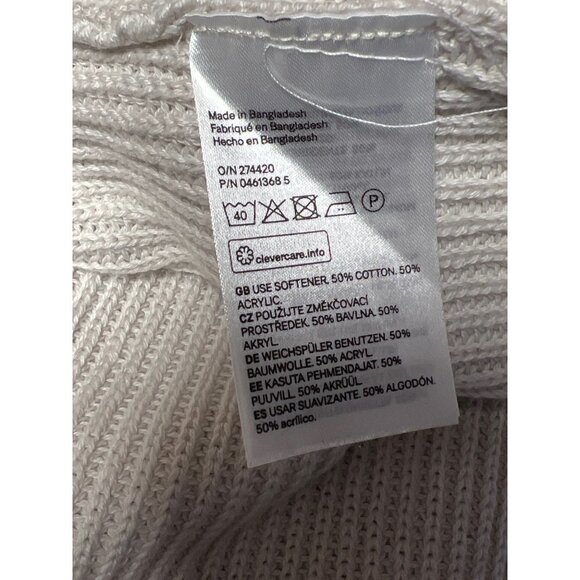 Made in Bangladesh
Fabriqué en Bangladesh
Hecho en Bangladesh
O/N 274420
P/N 0461368 5
40
P
clevercare.info
GB USE SOFTENER. 50% COTTON. 50%
ACRYLIC.
CZ POUŽIJTE ZMĚKČOVACÍ
PROSTŘEDEK. 50% BAVLNA. 50%
AKRYL.
DE WEICHSPÜLER BENUTZEN. 50%
BAUMWOLLE. 50% ACRYL.
EE KASUTA PEHMENDAJAT. 50%
PUUVILL. 50% AKRÜÜL.
ES USAR SUAVIZANTE. 50% ALGODÓN.
50% acrílico.